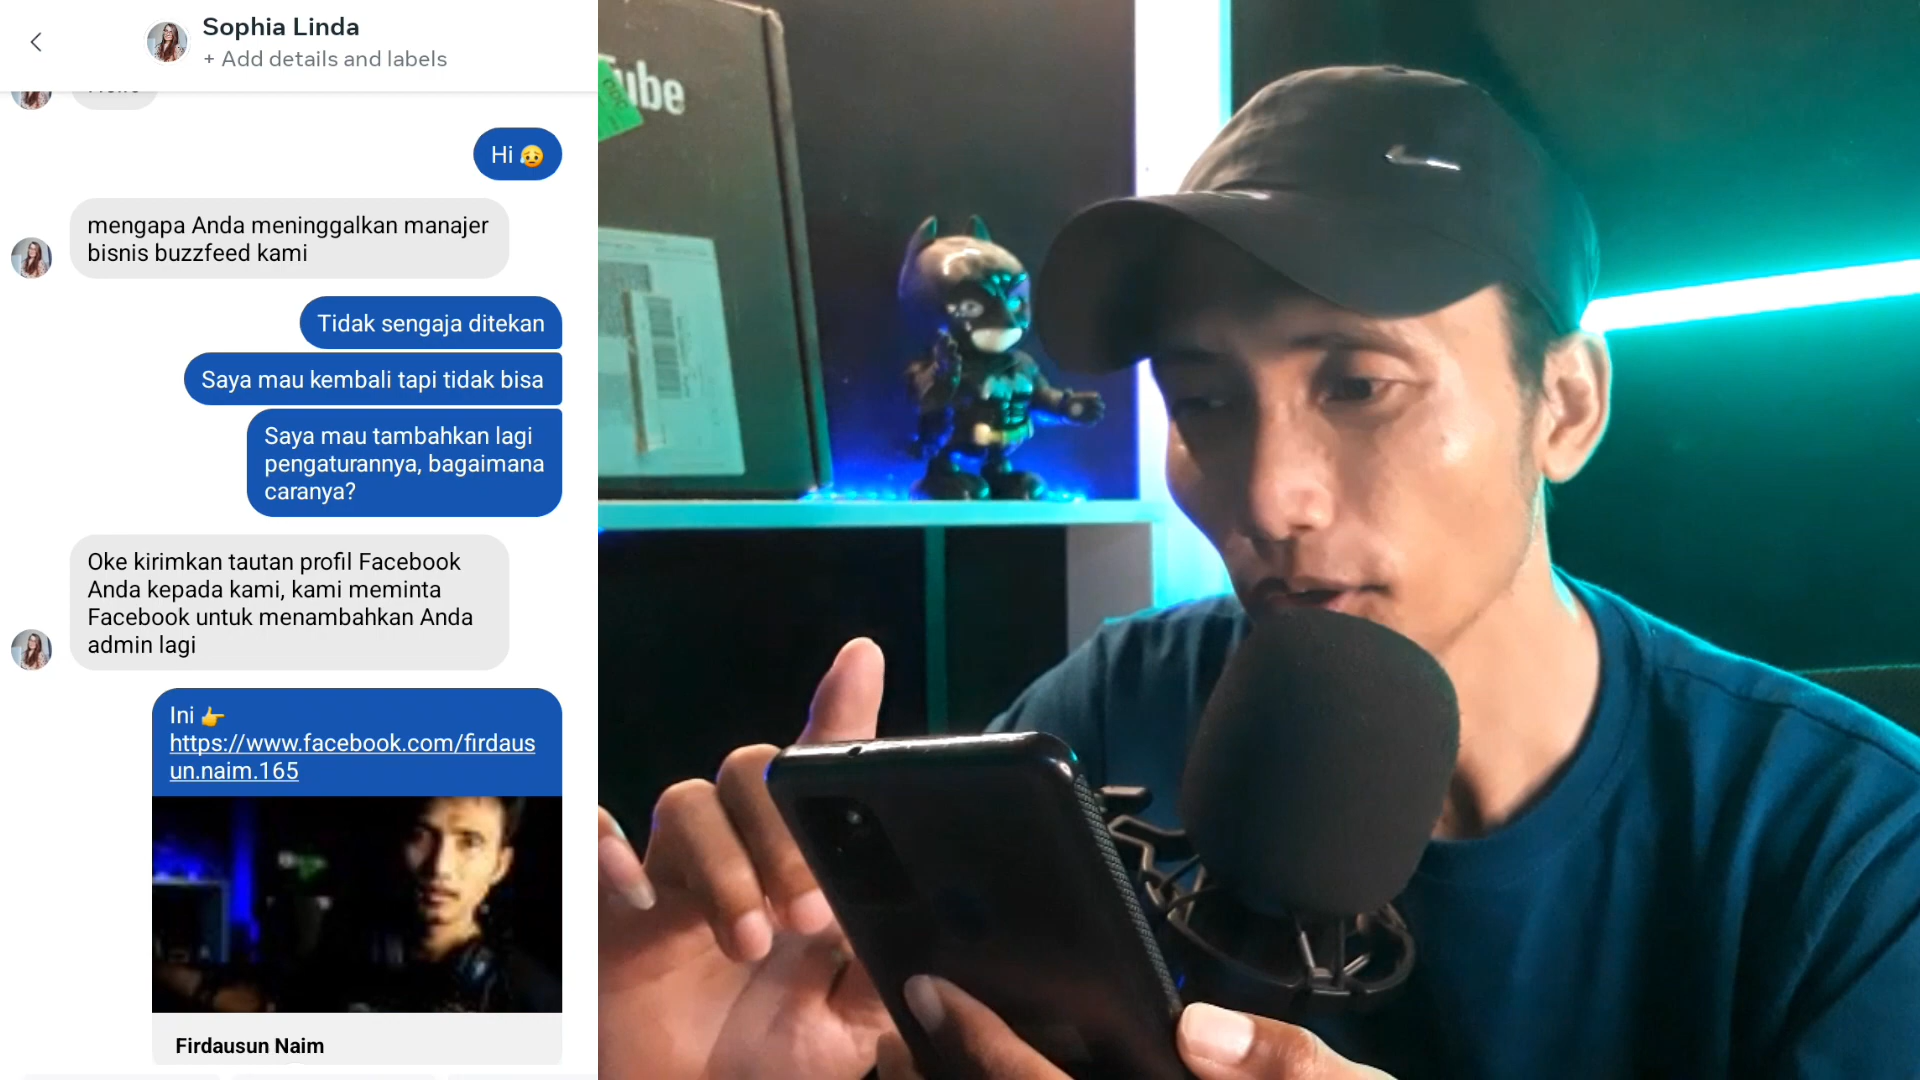 Sophia Linda
+ Add details and labels
Hi 😥
mengapa Anda meninggalkan manajer
bisnis buzzfeed kami
Tidak sengaja ditekan
Saya mau kembali tapi tidak bisa
Saya mau tambahkan lagi
pengaturannya, bagaimana
caranya?
Oke kirimkan tautan profil Facebook
Anda kepada kami, kami meminta
Facebook untuk menambahkan Anda
admin lagi
Ini 👉
https://www.facebook.com/firdaus
un.naim.165
Firdausun Naim
ube